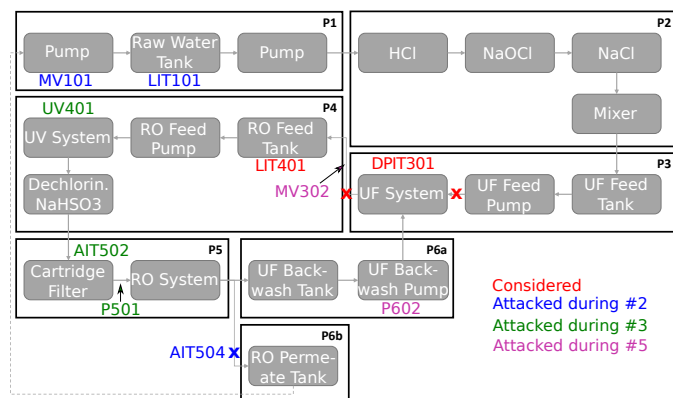 P1
Pump
Raw Water
Tank
Pump
MV101
LIT101
P2
HCl
NaOCl
NaCl
Mixer
UV401
P4
UV System
RO Feed
Pump
RO Feed
Tank
LIT401
Dechlorin.
NaHSO3
MV302
DPIT301
P3
X
UF System
X
UF Feed
Pump
UF Feed
Tank
AIT502
P5
Cartridge
Filter
RO System
P501
P6a
UF Back-
wash Tank
UF Back-
wash Pump
P602
AIT504
X
P6b
RO Perme-
ate Tank
Considered
Attacked during #2
Attacked during #3
Attacked during #5